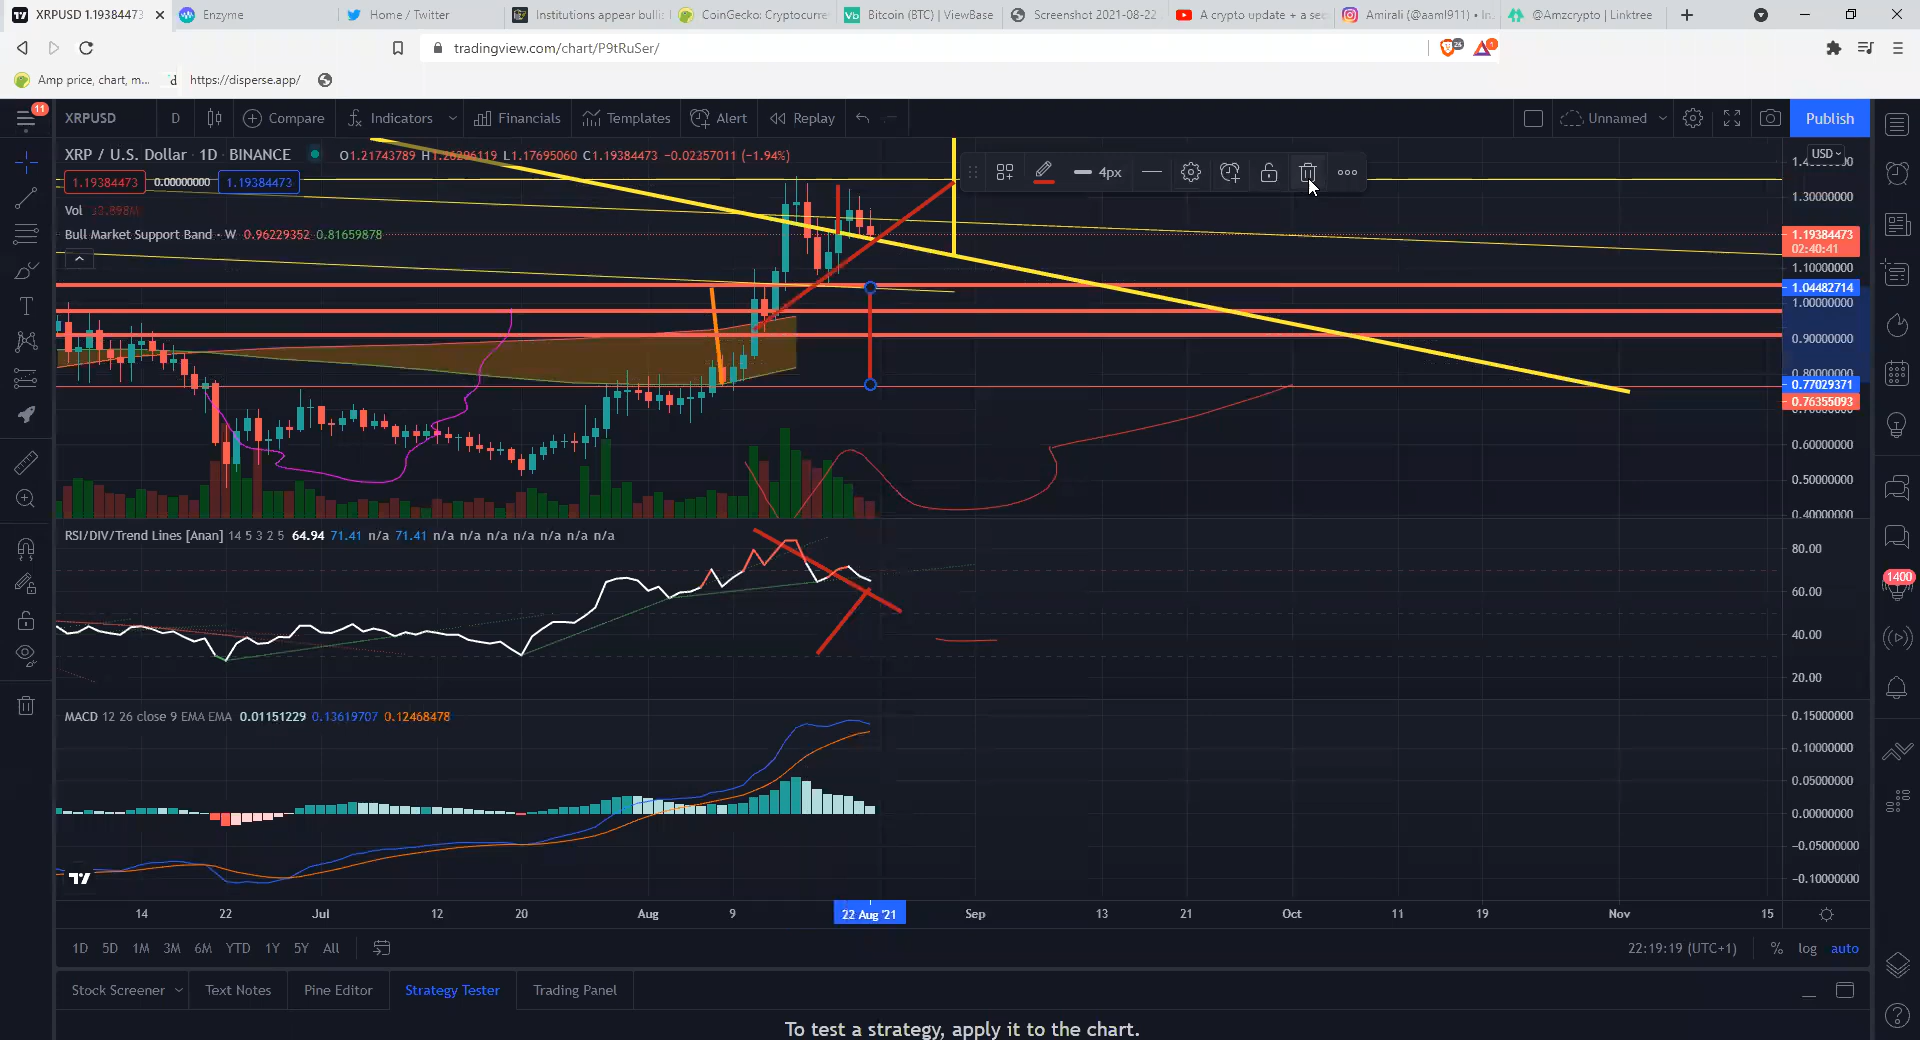 XRPUSD 1.19384473
Enzyme
Home / Twitter
Institutions appear bullis
CoinGecko: Cryptocurre
Bitcoin (BTC) | ViewBase
Screenshot 2021-08-22
A crypto update + a sec
Amirali (@aaml911) • In
@Amzcrypto | Linktree
tradingview.com/chart/P9tRuSer/
26
1
Amp price, chart, m...
d
https://disperse.app/
11
XRPUSD
D
Compare
Indicators
Financials
Templates
Alert
Replay
Unnamed
Publish
XRP / U.S. Dollar · 1D · BINANCE
O1.21743789 H1.26296119 L1.17695060 C1.19384473 −0.02357011 (−1.94%)
USD
4px
1.19384473
0.00000000
1.19384473
1.30000000
Vol
Bull Market Support Band · W 0.96229352 0.81659878
1.19384473
02:40:41
1.10000000
1.04482714
1.00000000
0.90000000
0.77029371
0.76355093
0.60000000
0.50000000
0.40000000
RSI/DIV/Trend Lines [Anan] 14 5 3 2 5 64.94 71.41 n/a 71.41 n/a n/a n/a n/a n/a n/a n/a
80.00
1400
60.00
40.00
20.00
MACD 12 26 close 9 EMA EMA 0.01151229 0.13619707 0.12468478
0.15000000
0.10000000
0.05000000
0.00000000
−0.05000000
−0.10000000
14
22
Jul
12
20
Aug
9
22 Aug '21
Sep
13
21
Oct
11
19
Nov
15
1D
5D
1M
3M
6M
YTD
1Y
5Y
All
22:19:19 (UTC+1)
%
log
auto
Stock Screener
Text Notes
Pine Editor
Strategy Tester
Trading Panel
To test a strategy, apply it to the chart.